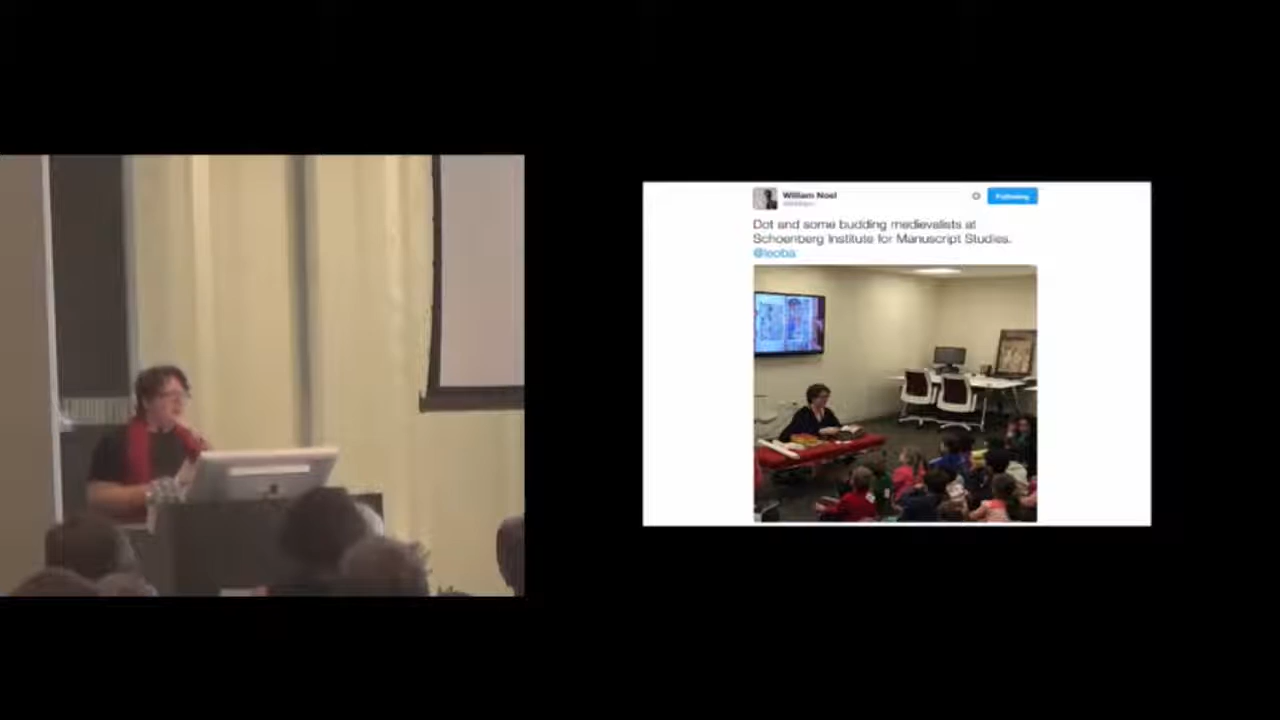 William Noel
Following
Dot and some budding medievalists at
Schoenberg Institute for Manuscript Studies.
@leoba